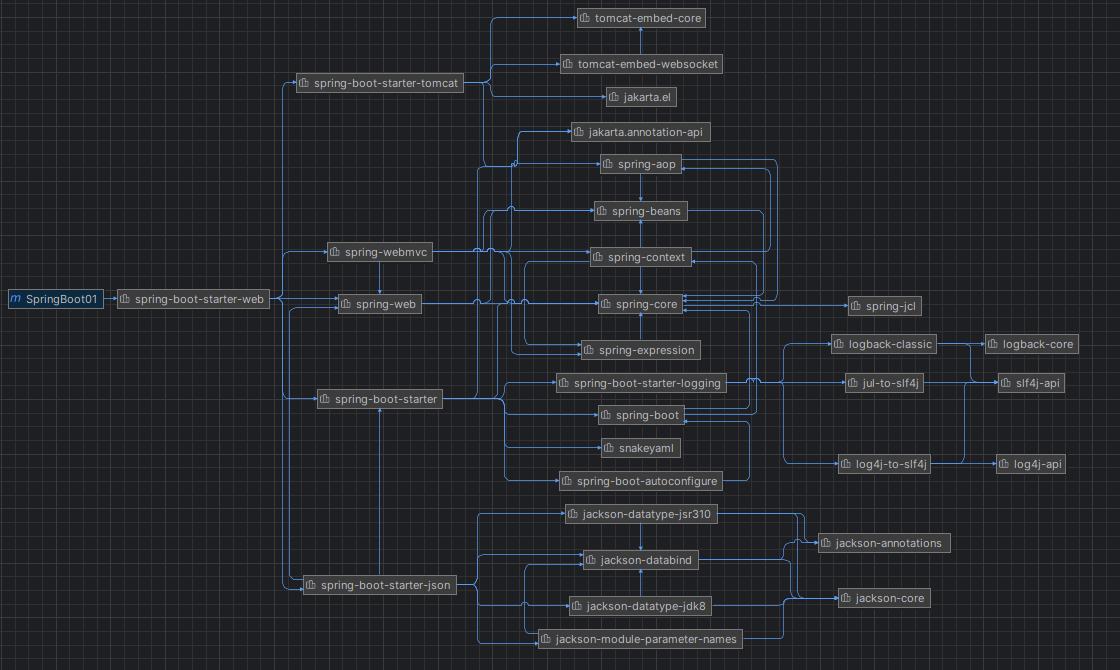 tomcat-embed-core
tomcat-embed-websocket
spring-boot-starter-tomcat
jakarta.el
jakarta.annotation-api
spring-aop
spring-beans
spring-webmvc
spring-context
m SpringBoot01
spring-boot-starter-web
spring-web
spring-core
spring-jcl
logback-classic
logback-core
spring-expression
spring-boot-starter-logging
jul-to-slf4j
slf4j-api
spring-boot-starter
spring-boot
snakeyaml
log4j-to-slf4j
log4j-api
spring-boot-autoconfigure
jackson-datatype-jsr310
jackson-annotations
jackson-databind
spring-boot-starter-json
jackson-core
jackson-datatype-jdk8
jackson-module-parameter-names